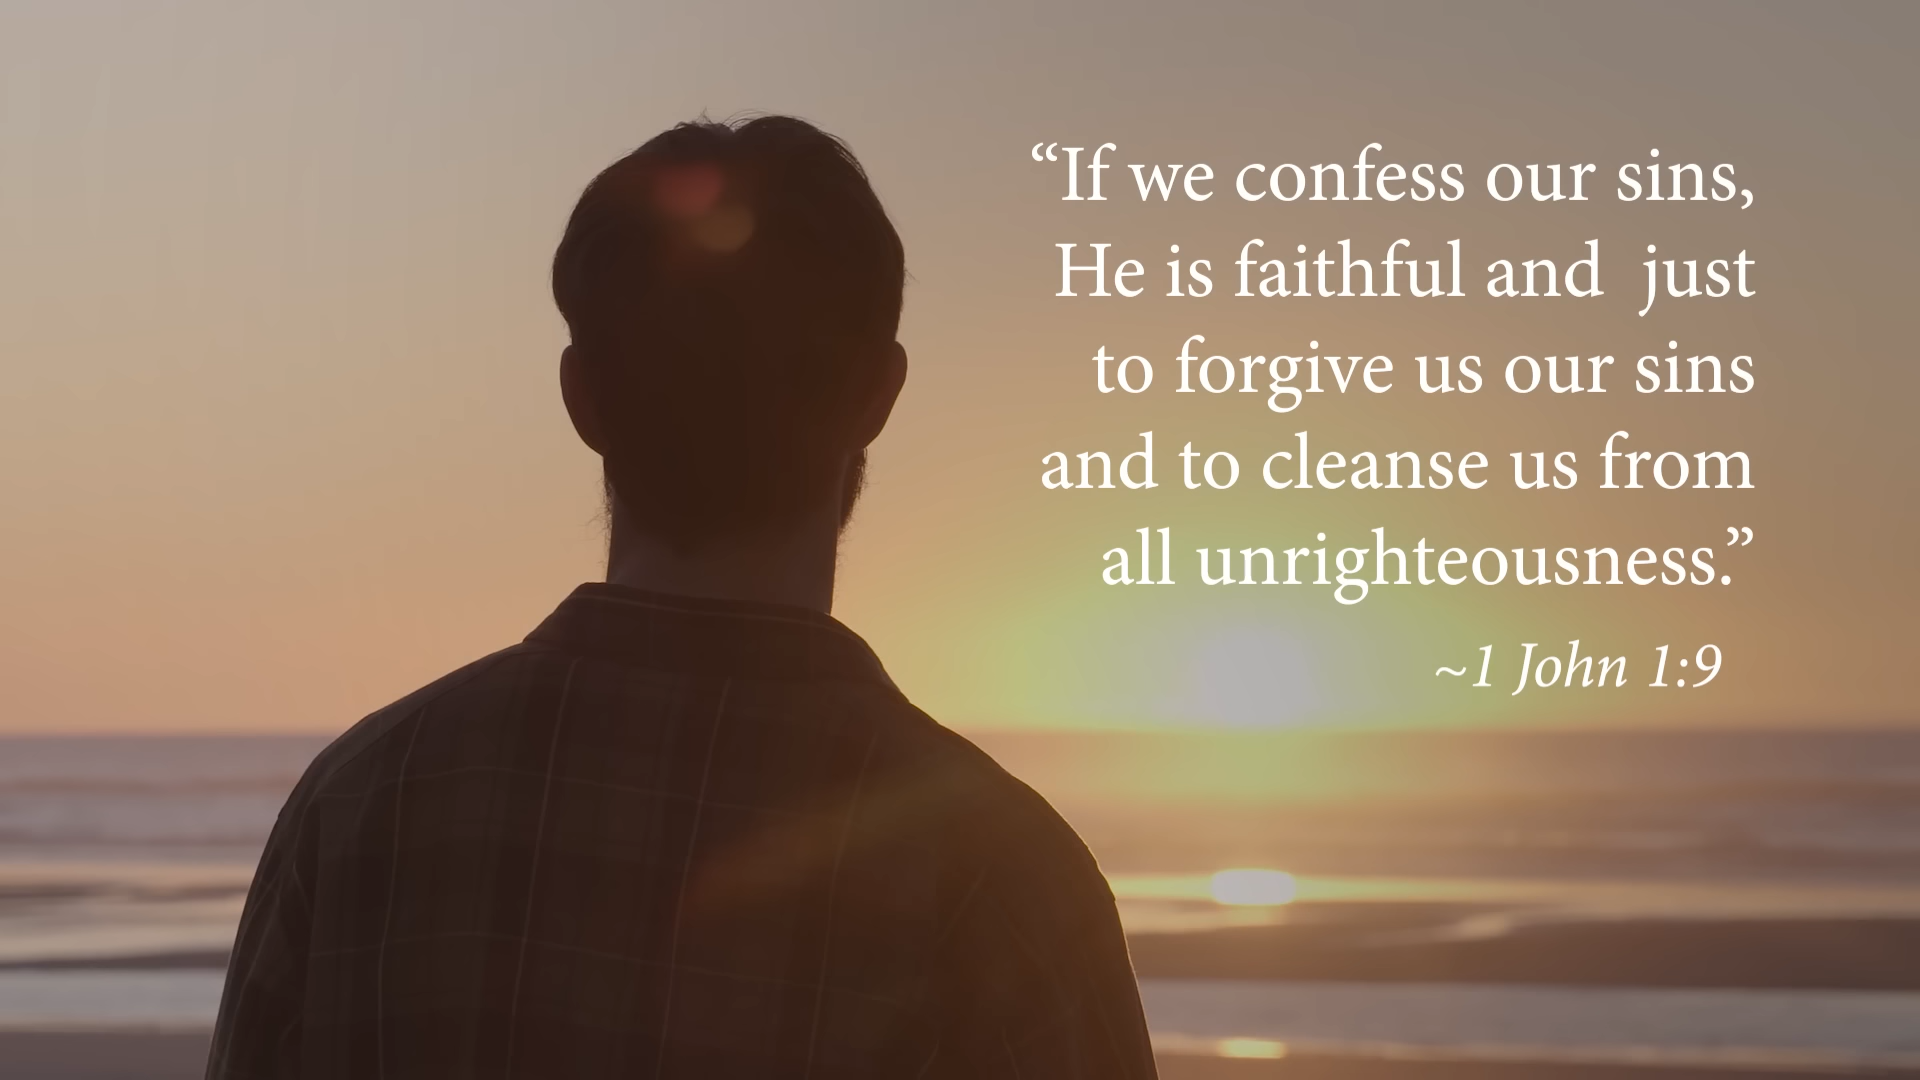 “If we confess our sins,
He is faithful and  just
to forgive us our sins
and to cleanse us from
all unrighteousness.”
~1 John 1:9